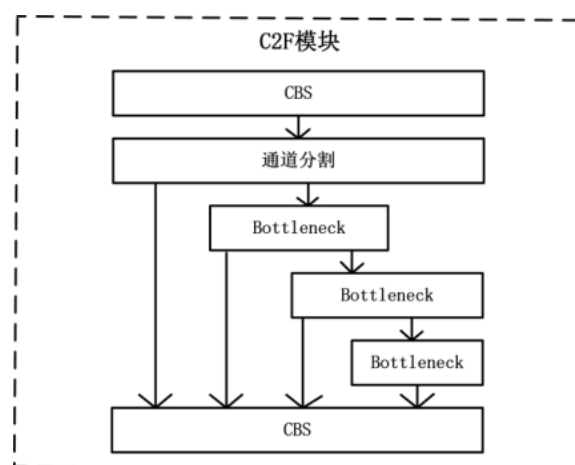 C2F模块
CBS
通道分割
Bottleneck
Bottleneck
Bottleneck
CBS